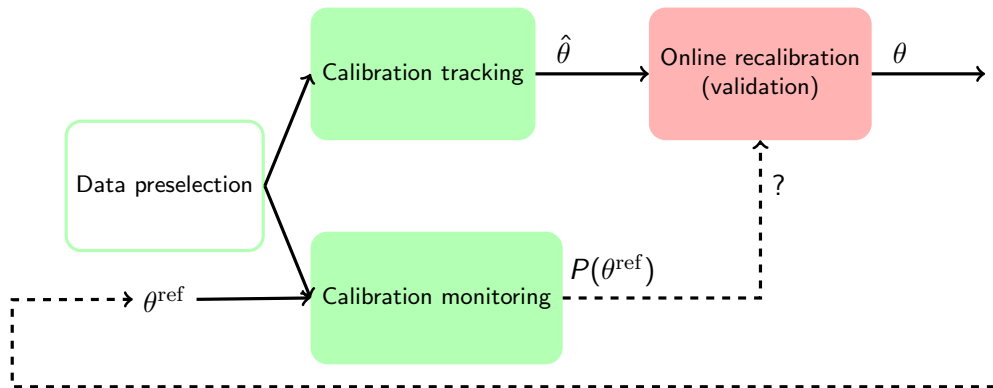 Calibration tracking
θ̂
Online recalibration
(validation)
θ
Data preselection
?
θ^ref
Calibration monitoring
P(θ^ref)